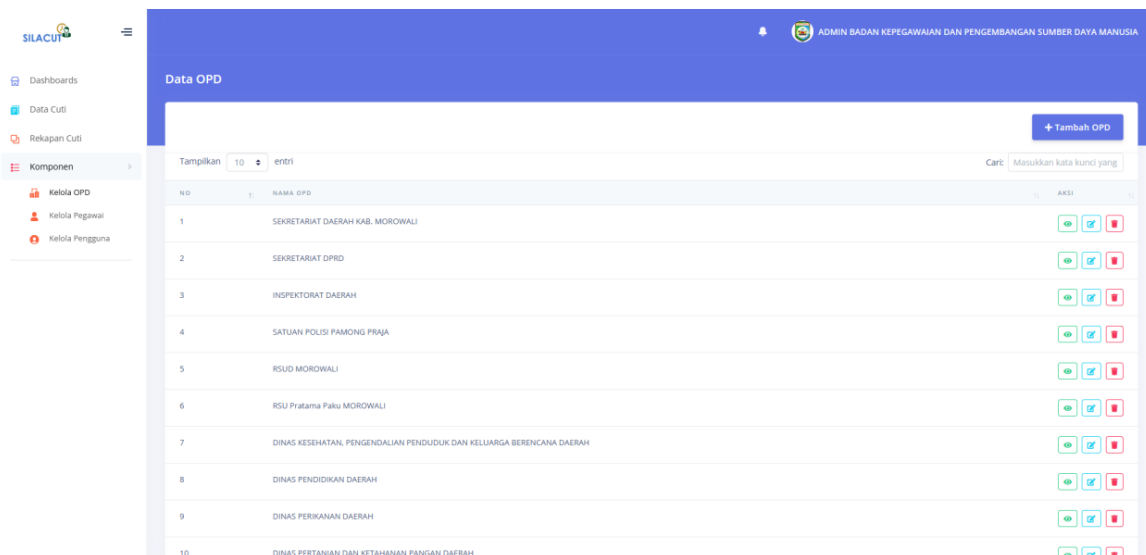 SILACUT
ADMIN BADAN KEPEGAWAIAN DAN PENGEMBANGAN SUMBER DAYA MANUSIA
Dashboards
Data Cuti
Rekapan Cuti
Komponen
Kelola OPD
Kelola Pegawai
Kelola Pengguna
Data OPD
+ Tambah OPD
Tampilkan 10 entri
Cari: Masukkan kata kunci yang
NO NAMA OPD AKSI
1 SEKRETARIAT DAERAH KAB. MOROWALI
2 SEKRETARIAT DPRD
3 INSPEKTORAT DAERAH
4 SATUAN POLISI PAMONG PRAJA
5 RSUD MOROWALI
6 RSU Pratama Paku MOROWALI
7 DINAS KESEHATAN, PENGENDALIAN PENDUDUK DAN KELUARGA BERENCANA DAERAH
8 DINAS PENDIDIKAN DAERAH
9 DINAS PERIKANAN DAERAH
10 DINAS PERTANIAN DAN KETAHANAN PANGAN DAERAH